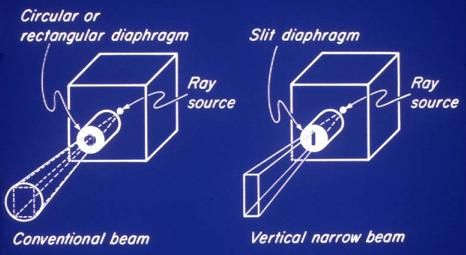 Circular or
rectangular diaphragm
Ray
source
Conventional beam
Slit diaphragm
Ray
source
Vertical narrow beam